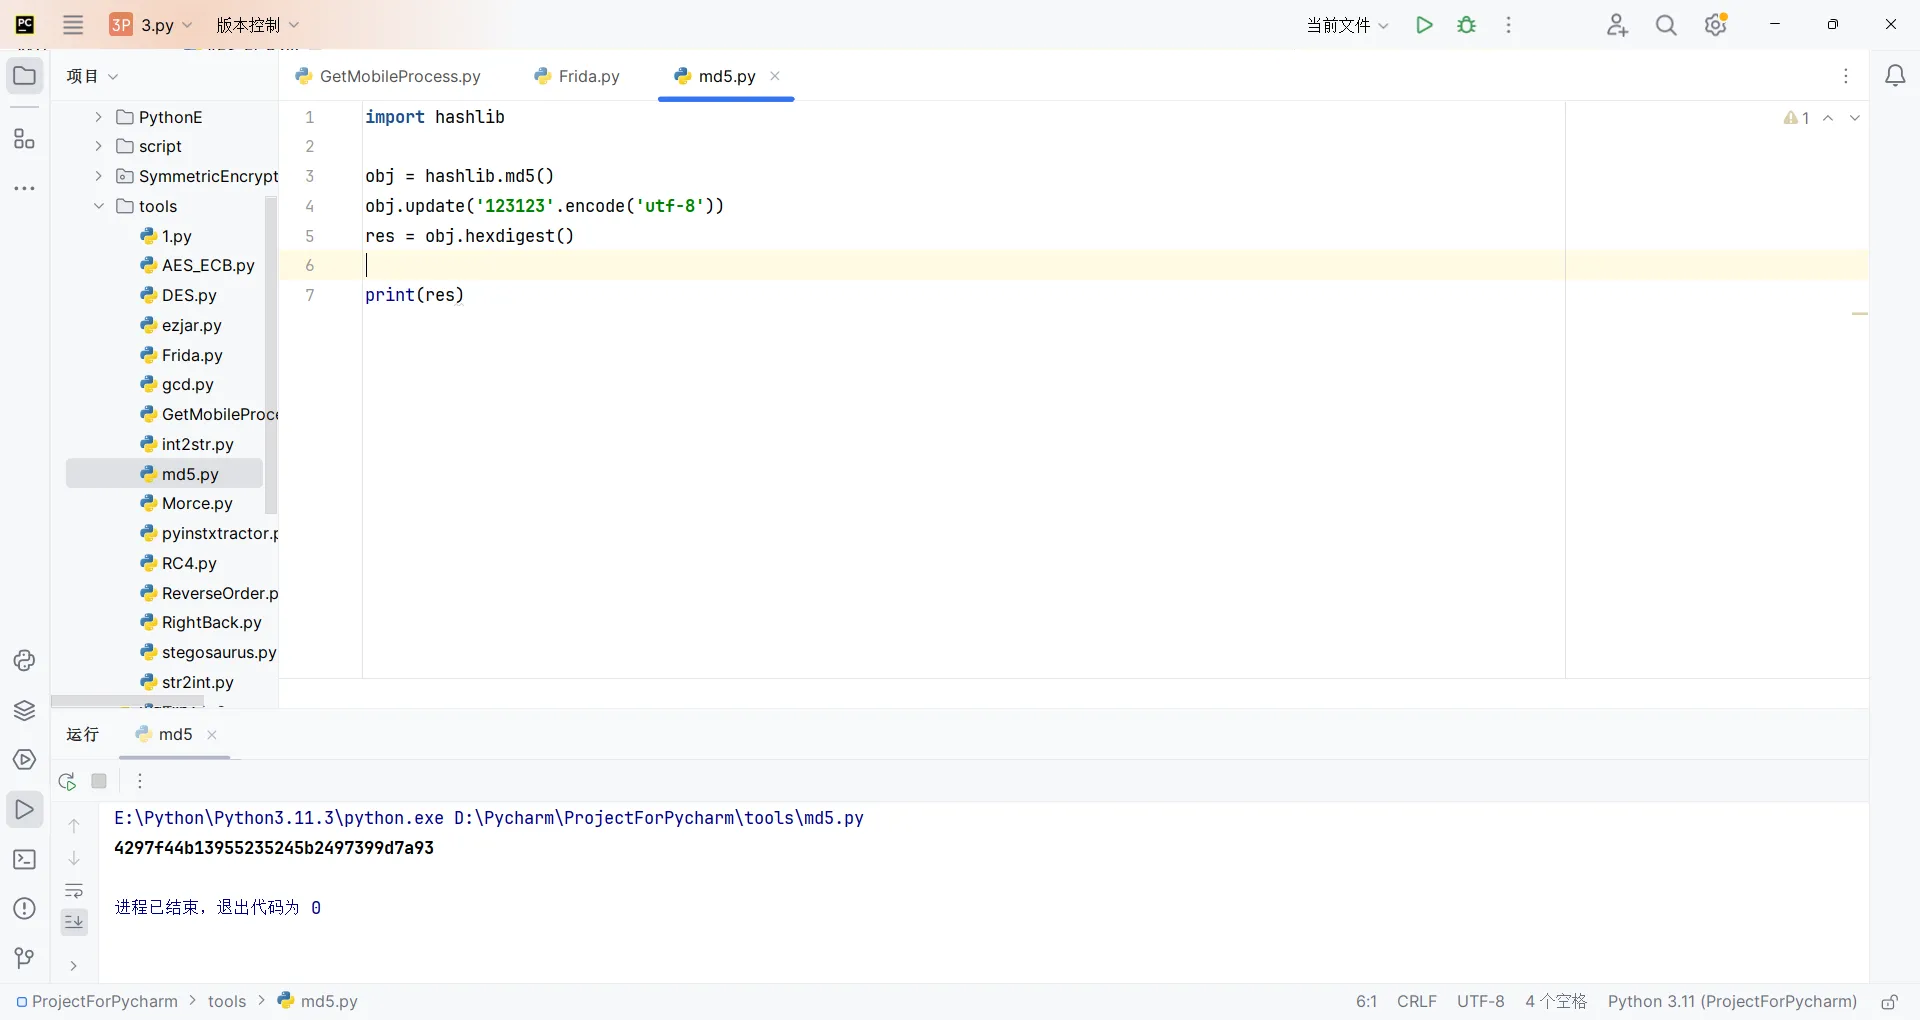 PC
3P 3.py 版本控制 当前文件
项目 GetMobileProcess.py Frida.py md5.py
PythonE
script
SymmetricEncrypt
tools
1.py
AES_ECB.py
DES.py
ezjar.py
Frida.py
gcd.py
GetMobileProce
int2str.py
md5.py
Morce.py
pyinstxtractor.p
RC4.py
ReverseOrder.p
RightBack.py
stegosaurus.py
str2int.py
1 import hashlib
2
3 obj = hashlib.md5()
4 obj.update('123123'.encode('utf-8'))
5 res = obj.hexdigest()
6
7 print(res)
1
运行 md5
E:\Python\Python3.11.3\python.exe D:\Pycharm\ProjectForPycharm\tools\md5.py
4297f44b13955235245b2497399d7a93
进程已结束，退出代码为 0
ProjectForPycharm > tools > md5.py 6:1 CRLF UTF-8 4 个空格 Python 3.11 (ProjectForPycharm)